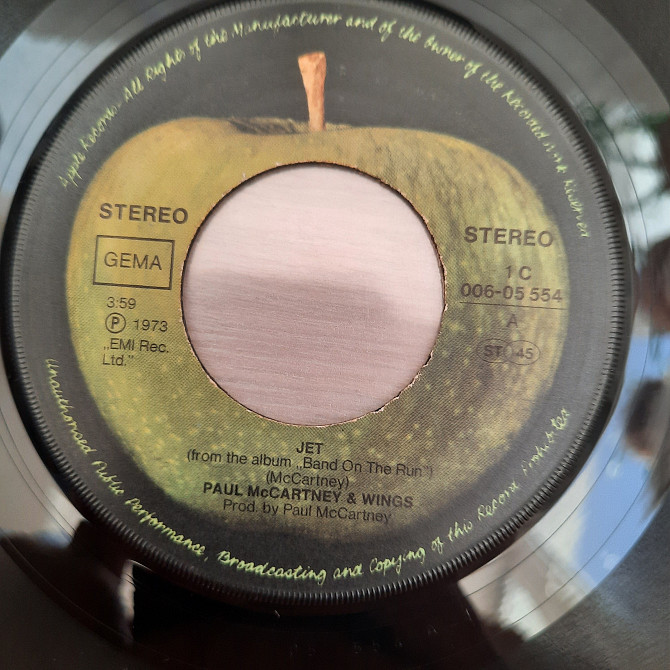 Apple Records. All Rights of the Manufacturer and of the Owner of the Recorded Work Reserved
STEREO
GEMA
3:59
Ⓟ 1973
„EMI Rec.
Ltd.”
STEREO
1 C
006-05 554
A
ST 45
JET
(from the album „Band On The Run”)
(McCartney)
PAUL McCARTNEY & WINGS
Prod. by Paul McCartney
Unauthorised Public Performance, Broadcasting and Copying of this Record prohibited